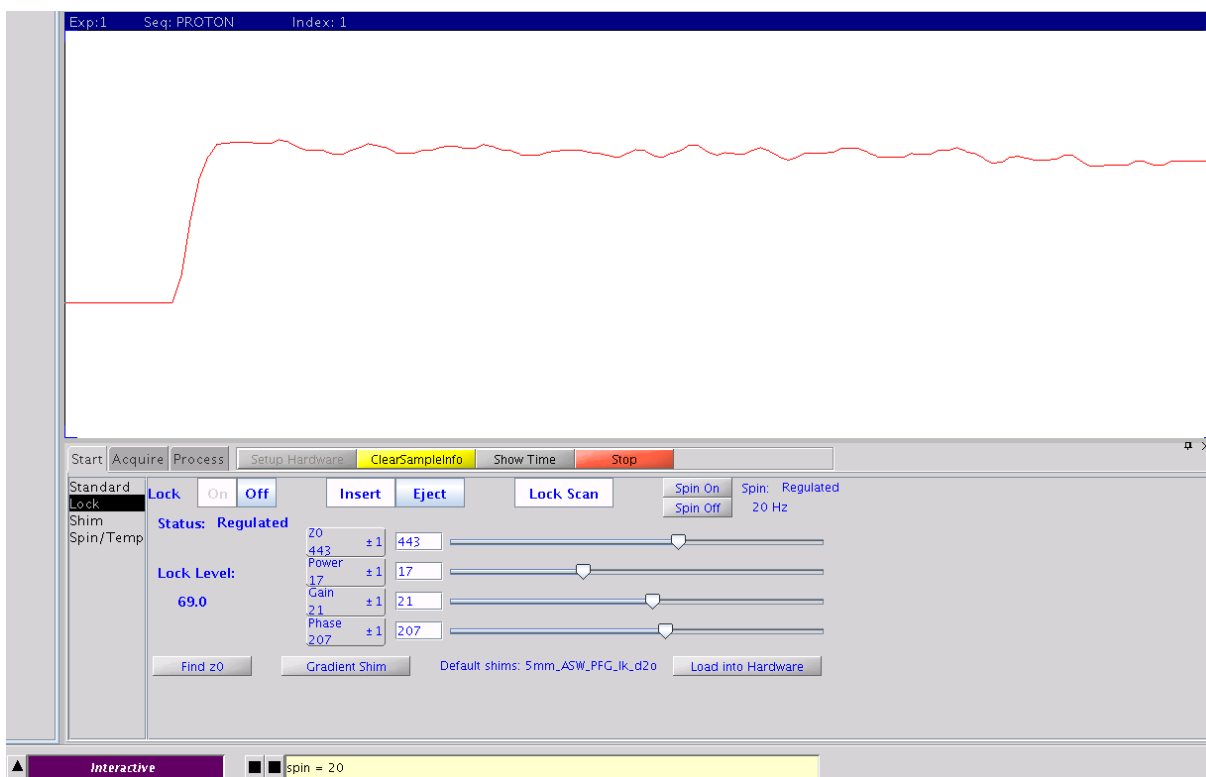 Exp:1 Seq: PROTON Index: 1
Start Acquire Process Setup Hardware ClearSampleInfo Show Time Stop
Standard
Lock
Shim
Spin/Temp
Lock On Off Insert Eject Lock Scan Spin On Spin: Regulated
Spin Off 20 Hz
Status: Regulated
Z0
443 ±1 443
Power
17 ±1 17
Lock Level:
69.0
Gain
21 ±1 21
Phase
207 ±1 207
Find z0 Gradient Shim Default shims: 5mm_ASW_PFG_lk_d2o Load into Hardware
Interactive spin = 20